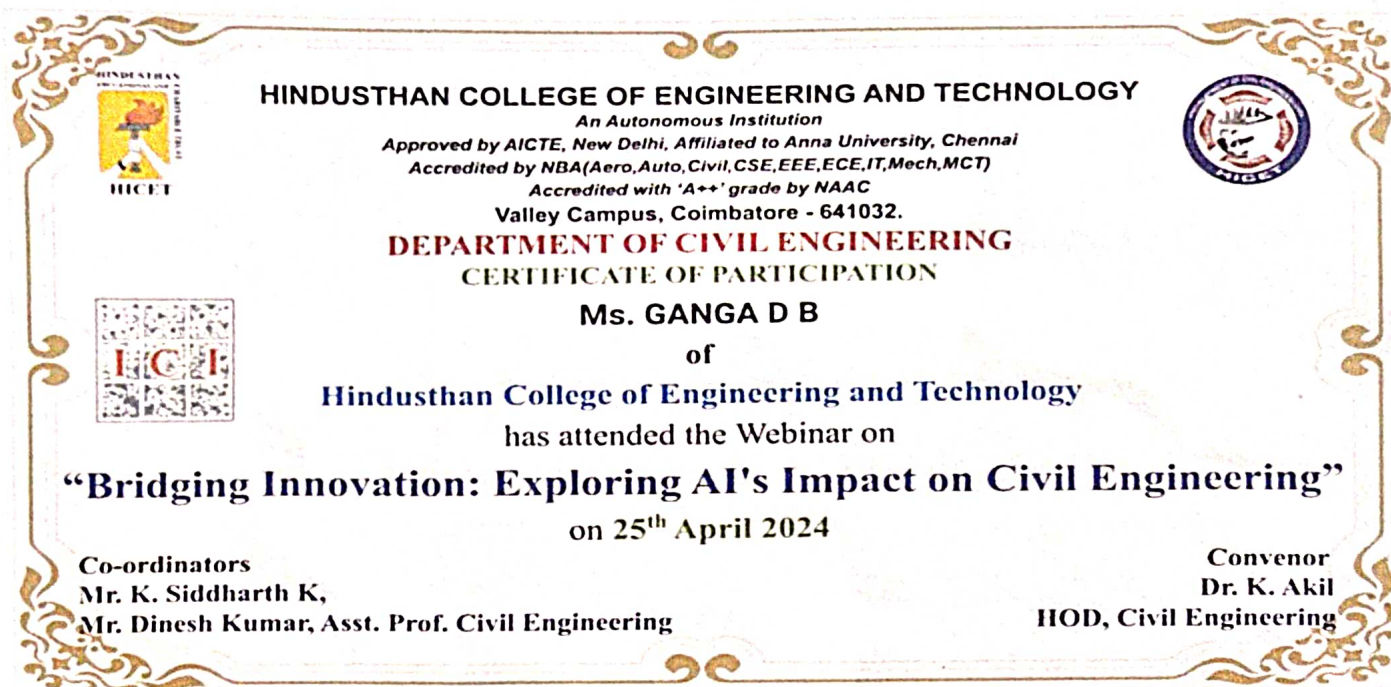 HINDUSTHAN
HICET
HINDUSTHAN COLLEGE OF ENGINEERING AND TECHNOLOGY
An Autonomous Institution
Approved by AICTE, New Delhi, Affiliated to Anna University, Chennai
Accredited by NBA(Aero,Auto,Civil,CSE,EEE,ECE,IT,Mech,MCT)
Accredited with ‘A++’ grade by NAAC
Valley Campus, Coimbatore - 641032.
HICET
DEPARTMENT OF CIVIL ENGINEERING
CERTIFICATE OF PARTICIPATION
Ms. GANGA D B
of
I C I
Hindusthan College of Engineering and Technology
has attended the Webinar on
“Bridging Innovation: Exploring AI's Impact on Civil Engineering”
on 25th April 2024
Co-ordinators
Mr. K. Siddharth K,
Mr. Dinesh Kumar, Asst. Prof. Civil Engineering
Convenor
Dr. K. Akil
HOD, Civil Engineering